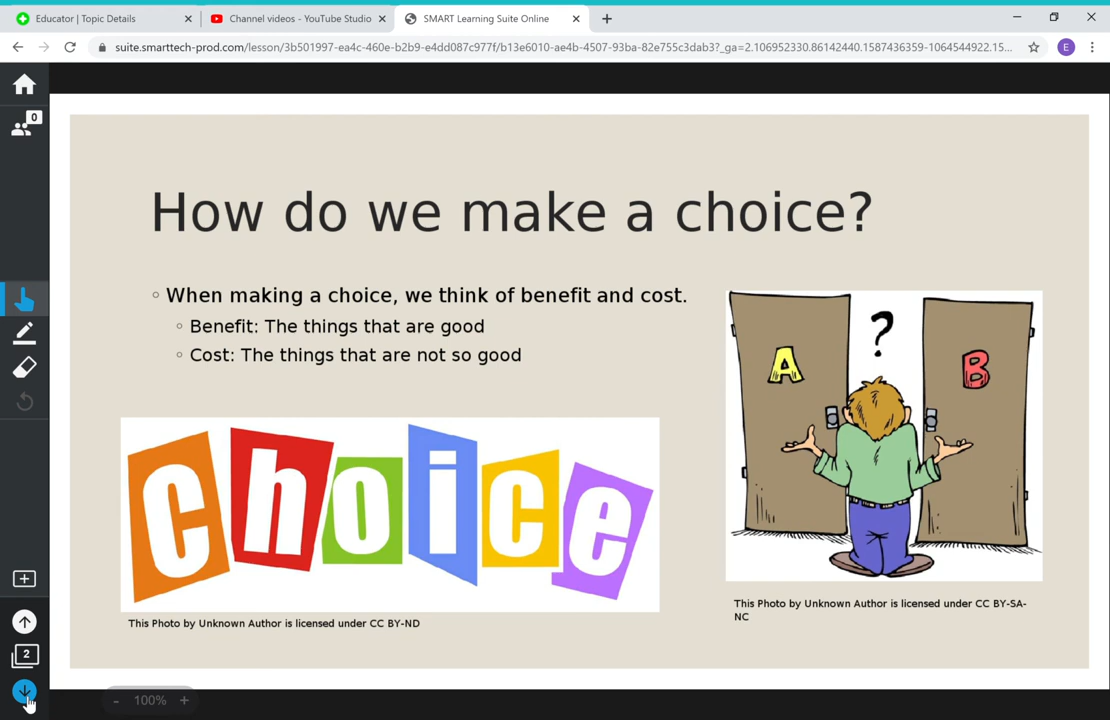 Educator | Topic Details
Channel videos - YouTube Studio
SMART Learning Suite Online
suite.smarttech-prod.com/lesson/3b501997-ea4c-460e-b2b9-e4dd087c977f/b13e6010-ae4b-4507-93ba-82e755c3dab3?_ga=2.106952330.86142440.1587436359-1064544922.15...
E
0
How do we make a choice?
When making a choice, we think of benefit and cost.
Benefit: The things that are good
Cost: The things that are not so good
A
?
B
choice
This Photo by Unknown Author is licensed under CC BY-SA-
NC
This Photo by Unknown Author is licensed under CC BY-ND
2
- 100% +